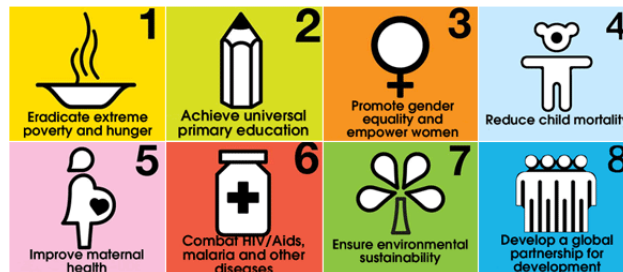 1
Eradicate extreme
poverty and hunger
2
Achieve universal
primary education
3
Promote gender
equality and
empower women
4
Reduce child mortality
5
Improve maternal
health
6
Combat HIV/Aids,
malaria and other
diseases
7
Ensure environmental
sustainability
8
Develop a global
partnership for
development